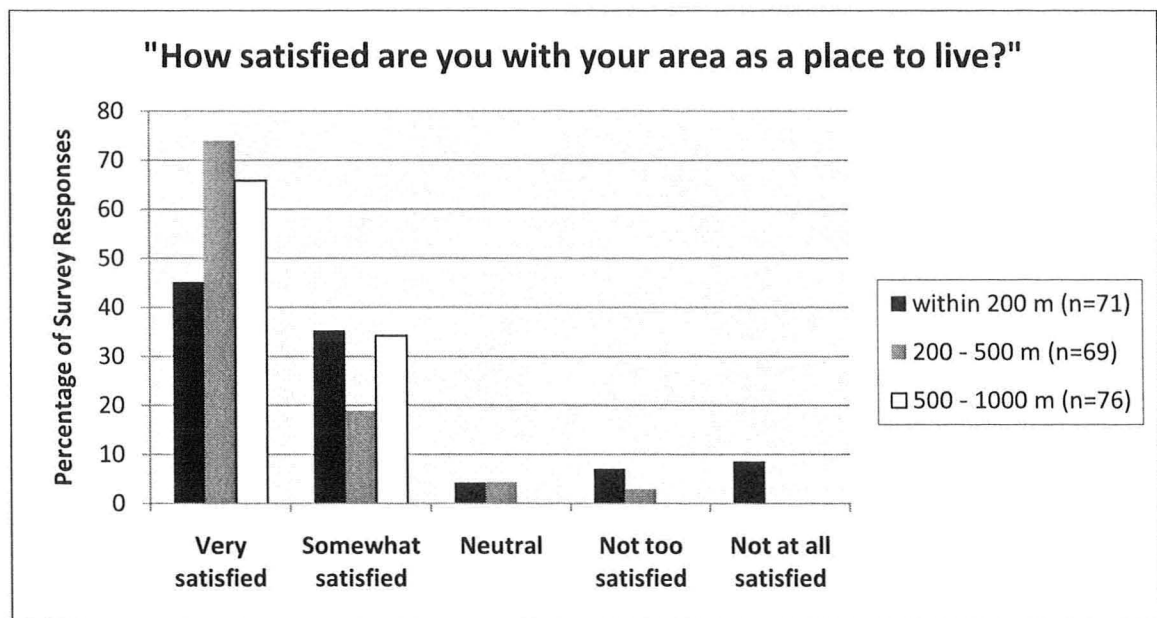 "How satisfied are you with your area as a place to live?"
Percentage of Survey Responses
80
70
60
50
40
30
20
10
0
Very satisfied
Somewhat satisfied
Neutral
Not too satisfied
Not at all satisfied
within 200 m (n=71)
200 - 500 m (n=69)
500 - 1000 m (n=76)